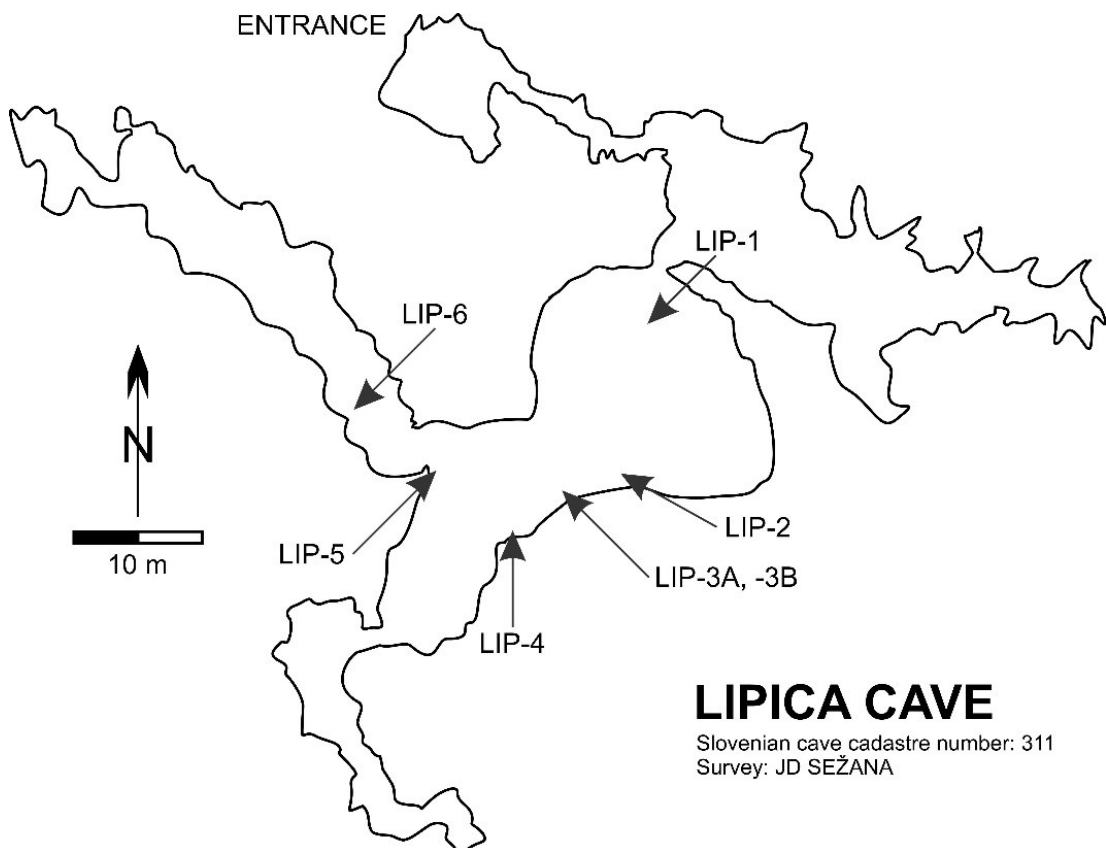 ENTRANCE
LIP-1
LIP-6
N
10 m
LIP-5
LIP-2
LIP-3A, -3B
LIP-4
LIPICA CAVE
Slovenian cave cadastre number: 311
Survey: JD SEŽANA